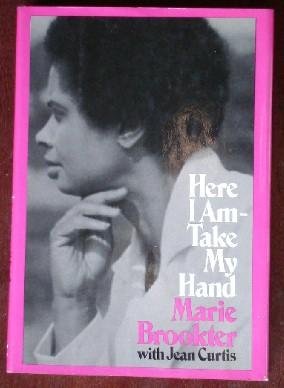 Here
I Am-
Take
My
Hand
Marie
Brookter
with Jean Curtis